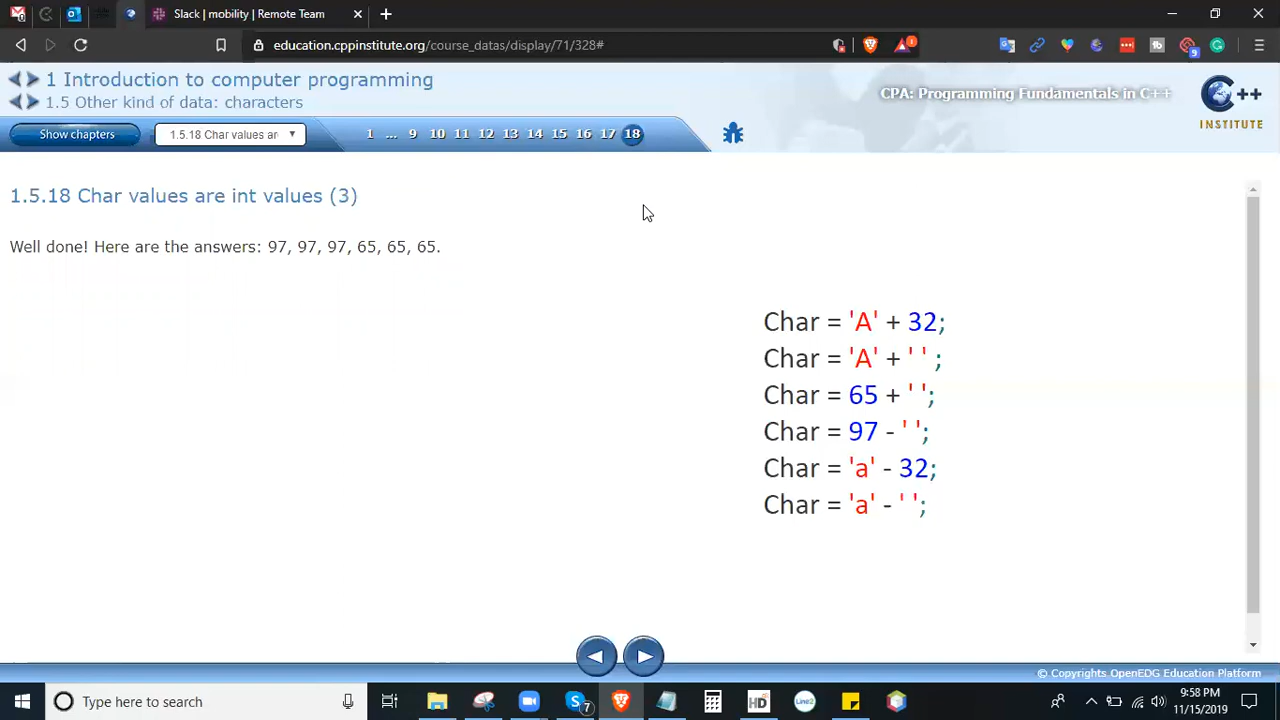 Slack | mobility | Remote Team
education.cppinstitute.org/course_datas/display/71/328#
1 Introduction to computer programming
1.5 Other kind of data: characters
CPA: Programming Fundamentals in C++
++
INSTITUTE
Show chapters
1.5.18 Char values are
1 ... 9 10 11 12 13 14 15 16 17 18
1.5.18 Char values are int values (3)
Well done! Here are the answers: 97, 97, 97, 65, 65, 65.
Char = 'A' + 32;
Char = 'A' + ' ' ;
Char = 65 + ' ';
Char = 97 - ' ';
Char = 'a' - 32;
Char = 'a' - ' ';
© Copyrights OpenEDG Education Platform
Type here to search
9:58 PM
11/15/2019